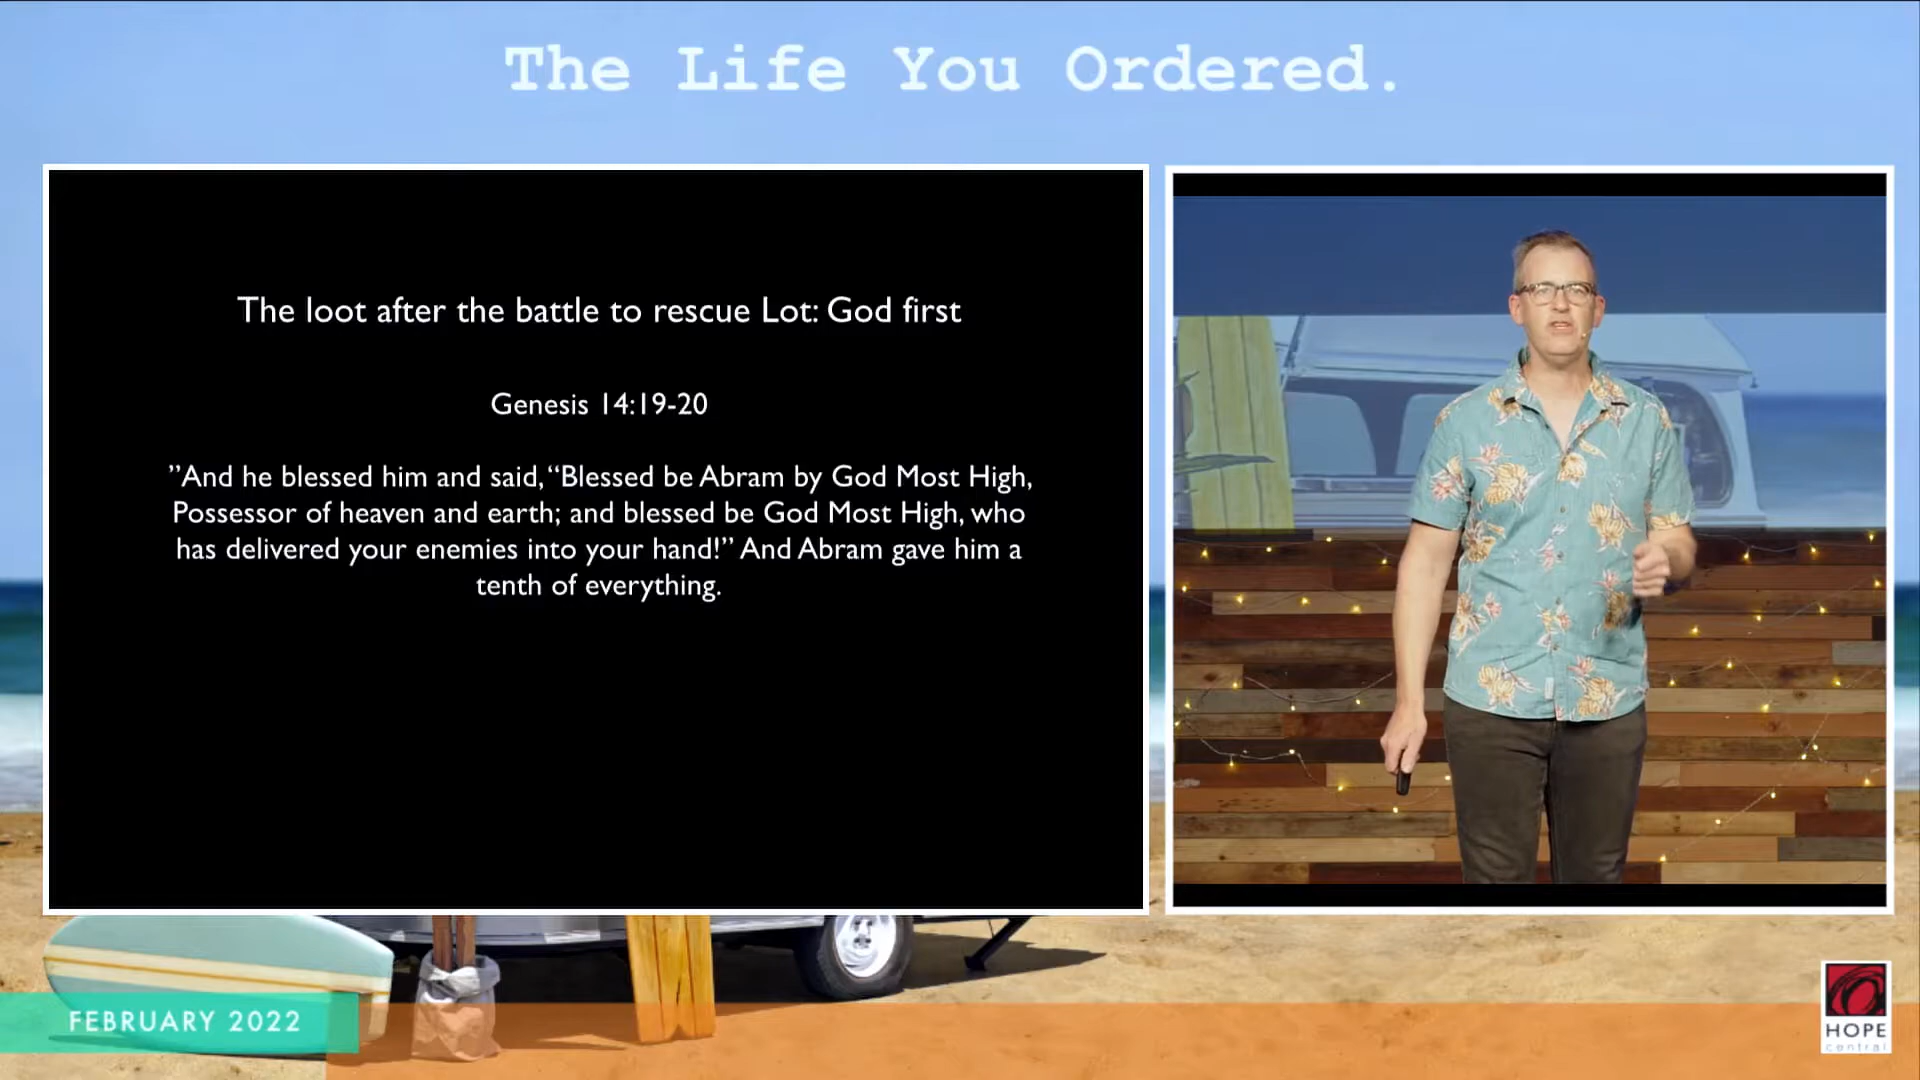 The Life You Ordered.
The loot after the battle to rescue Lot: God first
Genesis 14:19-20
”And he blessed him and said, “Blessed be Abram by God Most High,
Possessor of heaven and earth; and blessed be God Most High, who
has delivered your enemies into your hand!” And Abram gave him a
tenth of everything.
FEBRUARY 2022
HOPE
central